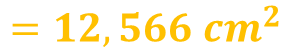 = 12,566 cm²